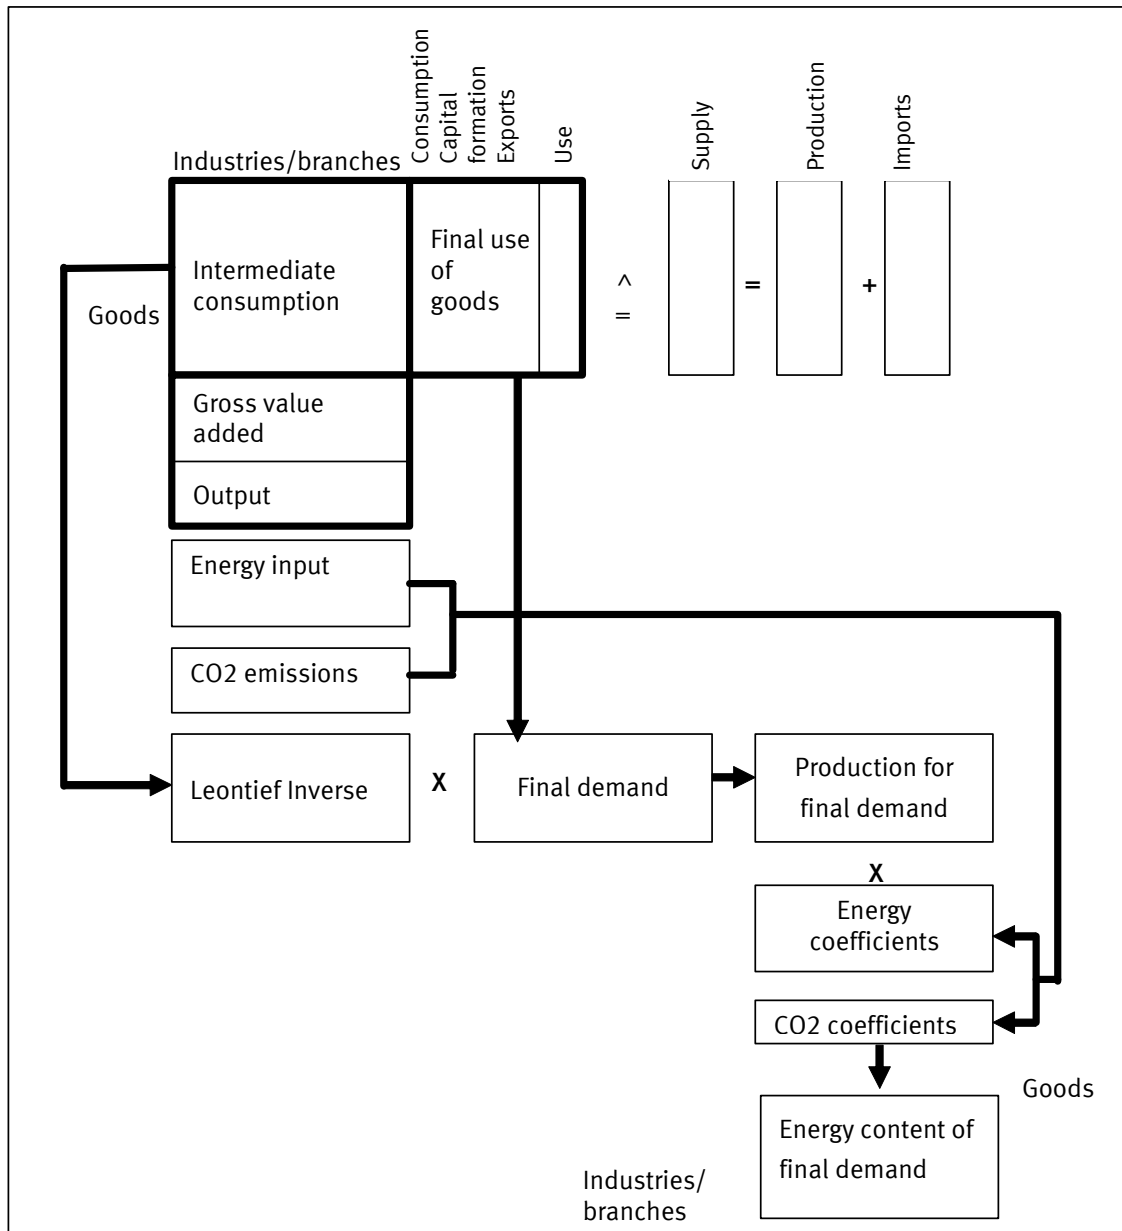 Consumption
Capital
formation
Exports
Use
Supply
Production
Imports
Industries/branches
Intermediate
consumption
Final use
of
goods
Goods
^
=
=
+
Gross value
added
Output
Energy input
CO2 emissions
Leontief Inverse
X
Final demand
Production for
final demand
X
Energy
coefficients
CO2 coefficients
Goods
Energy content of
final demand
Industries/
branches